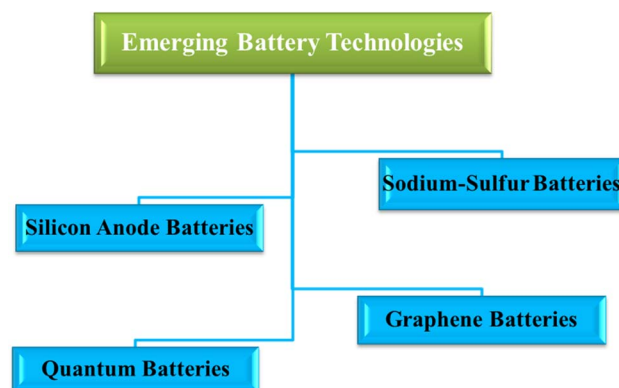 Emerging Battery Technologies
Sodium-Sulfur Batteries
Silicon Anode Batteries
Graphene Batteries
Quantum Batteries